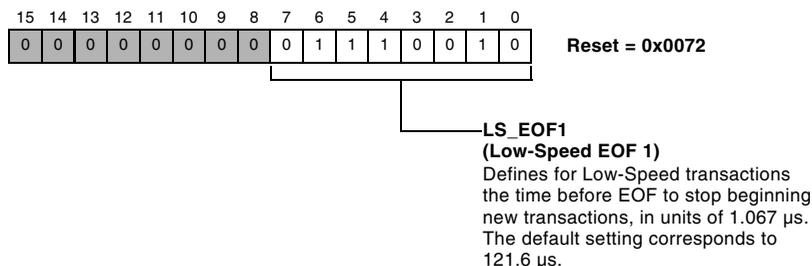 15 14 13 12 11 10 9 8 7 6 5 4 3 2 1 0
0 0 0 0 0 0 0 0 0 1 1 1 0 0 1 0 Reset = 0x0072
LS_EOF1
(Low-Speed EOF 1)
Defines for Low-Speed transactions
the time before EOF to stop beginning
new transactions, in units of 1.067 μs.
The default setting corresponds to
121.6 μs.